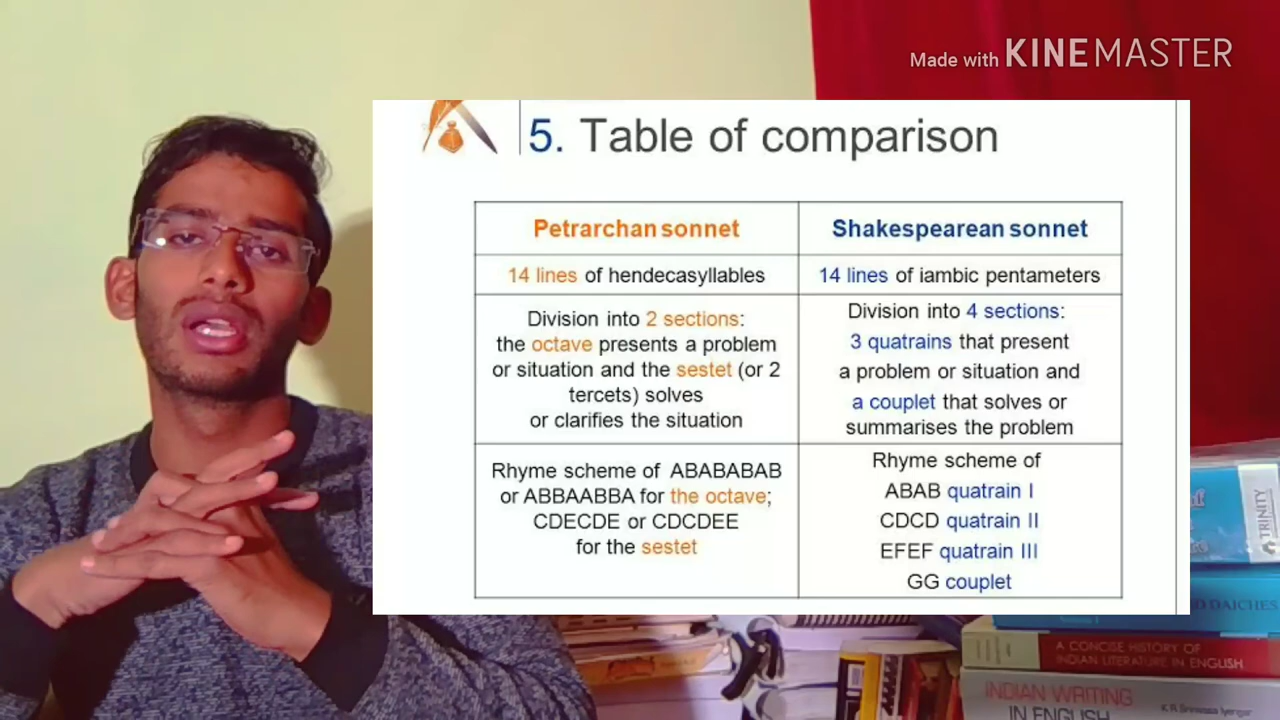 Made with KINEMASTER
5. Table of comparison
Petrarchan sonnet
14 lines of hendecasyllables
Division into 2 sections:
the octave presents a problem
or situation and the sestet (or 2
tercets) solves
or clarifies the situation
Rhyme scheme of ABABABAB
or ABBAABBA for the octave;
CDECDE or CDCDEE
for the sestet
Shakespearean sonnet
14 lines of iambic pentameters
Division into 4 sections:
3 quatrains that present
a problem or situation and
a couplet that solves or
summarises the problem
Rhyme scheme of
ABAB quatrain I
CDCD quatrain II
EFEF quatrain III
GG couplet
of
TRINITY
DAICHES
A CONCISE HISTORY OF
INDIAN LITERATURE IN ENGLISH
INDIAN WRITING
IN ENGLISH
K R Srinivasa Iyengar